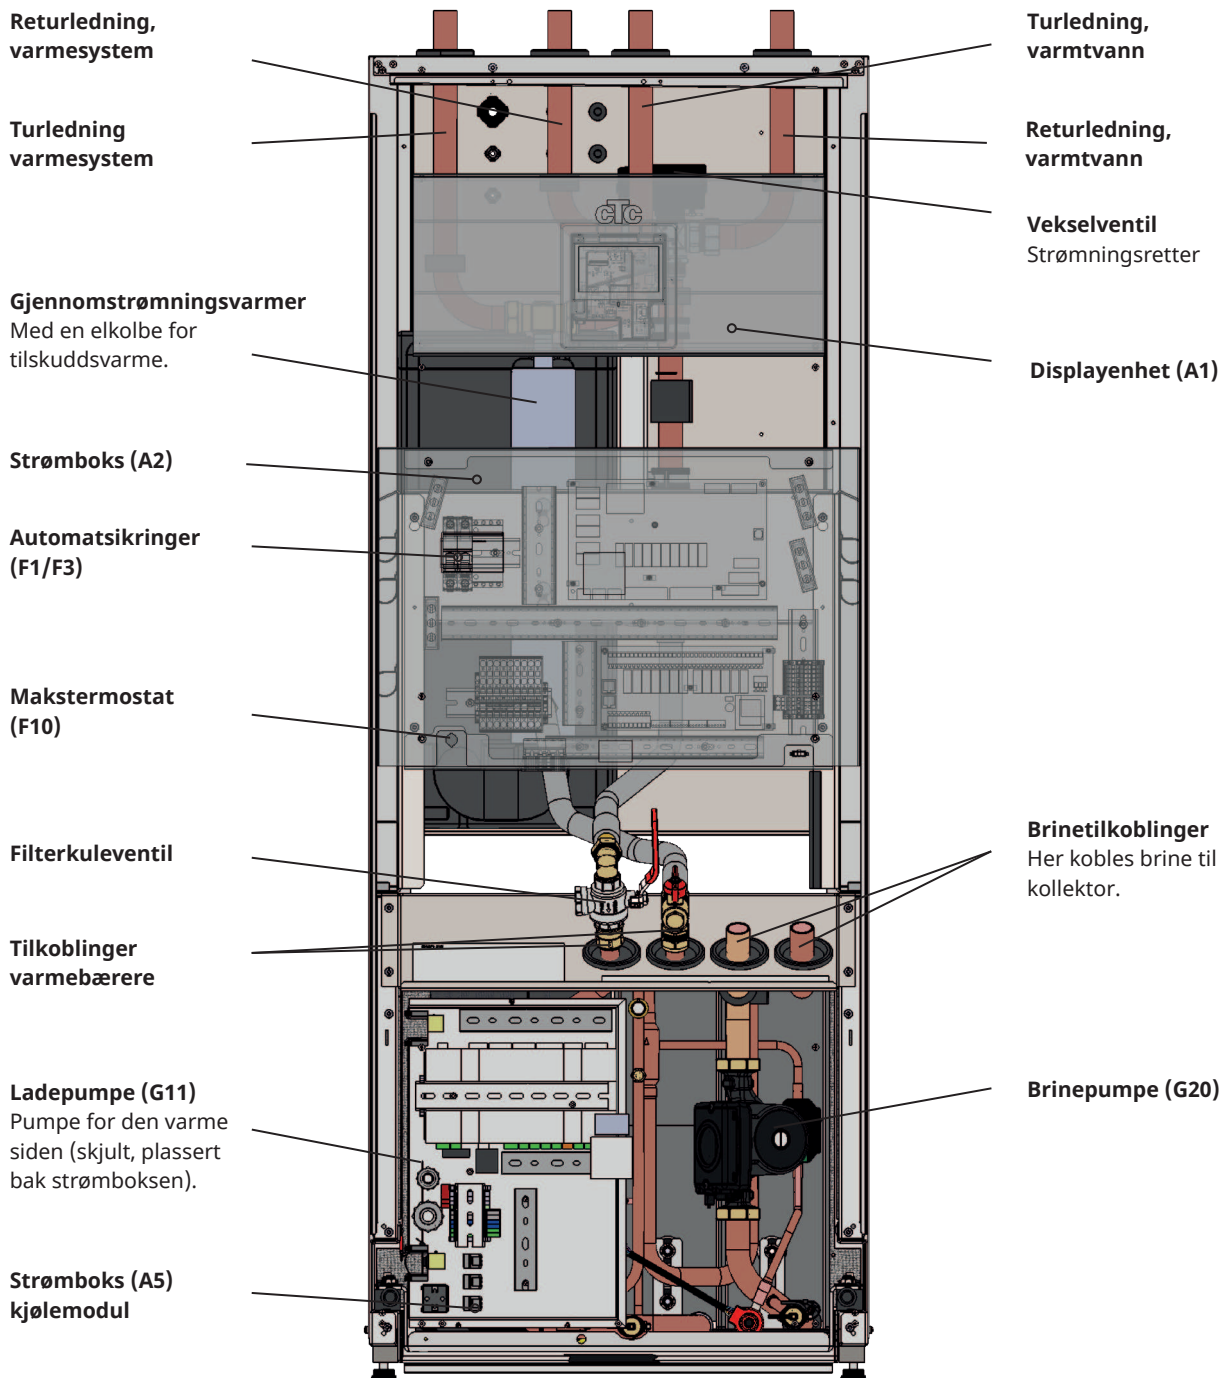 Returledning,
varmesystem
Turledning
varmesystem
Gjennomstrømningsvarmer
Med en elkolbe for
tilskuddsvarme.
Strømboks (A2)
Automatsikringer
(F1/F3)
Makstermostat
(F10)
Filterkuleventil
Tilkoblinger
varmebærere
Ladepumpe (G11)
Pumpe for den varme
siden (skjult, plassert
bak strømboksen).
Strømboks (A5)
kjølemodul
CTC
Turledning,
varmtvann
Returledning,
varmtvann
Vekselventil
Strømningsretter
Displayenhet (A1)
Brinetilkoblinger
Her kobles brine til
kollektor.
Brinepumpe (G20)